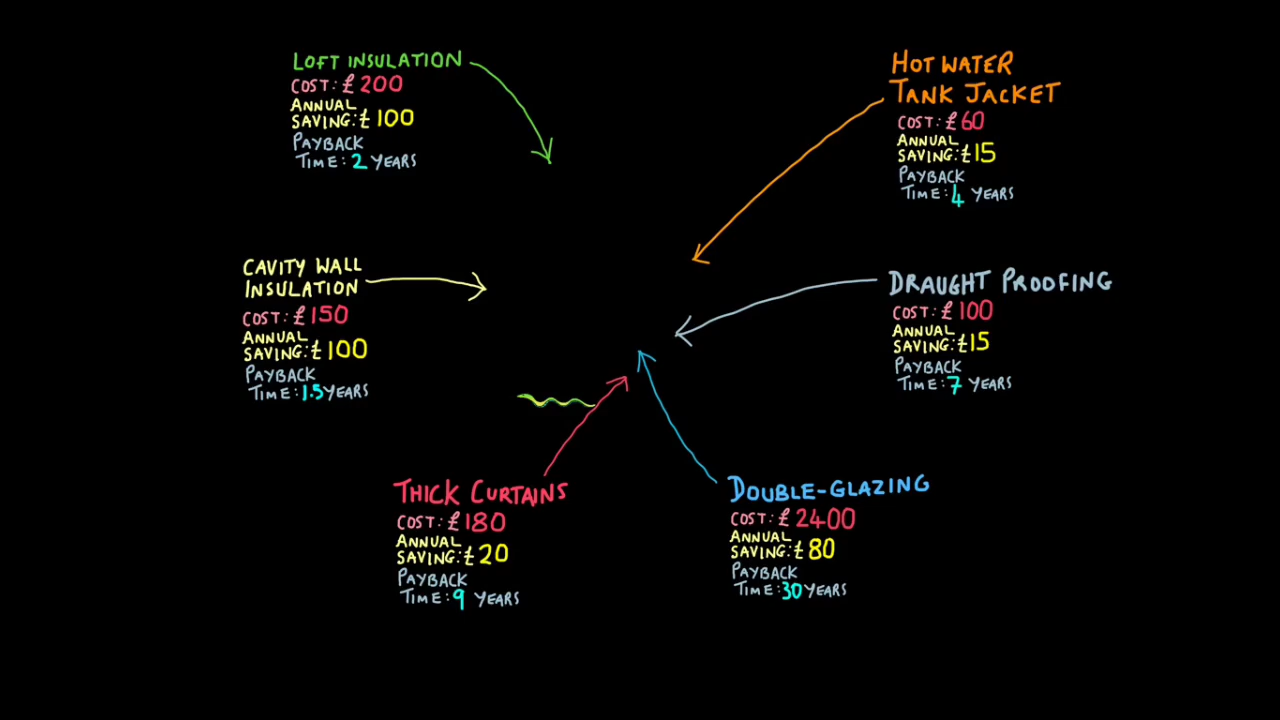 LOFT INSULATION
COST: £200
ANNUAL
SAVING: £100
PAYBACK
TIME: 2 YEARS
HOT WATER
TANK JACKET
COST: £60
ANNUAL
SAVING: £15
PAYBACK
TIME: 4 YEARS
CAVITY WALL
INSULATION
COST: £150
ANNUAL
SAVING: £100
PAYBACK
TIME: 1.5 YEARS
DRAUGHT PROOFING
COST: £100
ANNUAL
SAVING: £15
PAYBACK
TIME: 7 YEARS
THICK CURTAINS
COST: £180
ANNUAL
SAVING: £20
PAYBACK
TIME: 9 YEARS
DOUBLE-GLAZING
COST: £2400
ANNUAL
SAVING: £80
PAYBACK
TIME: 30 YEARS